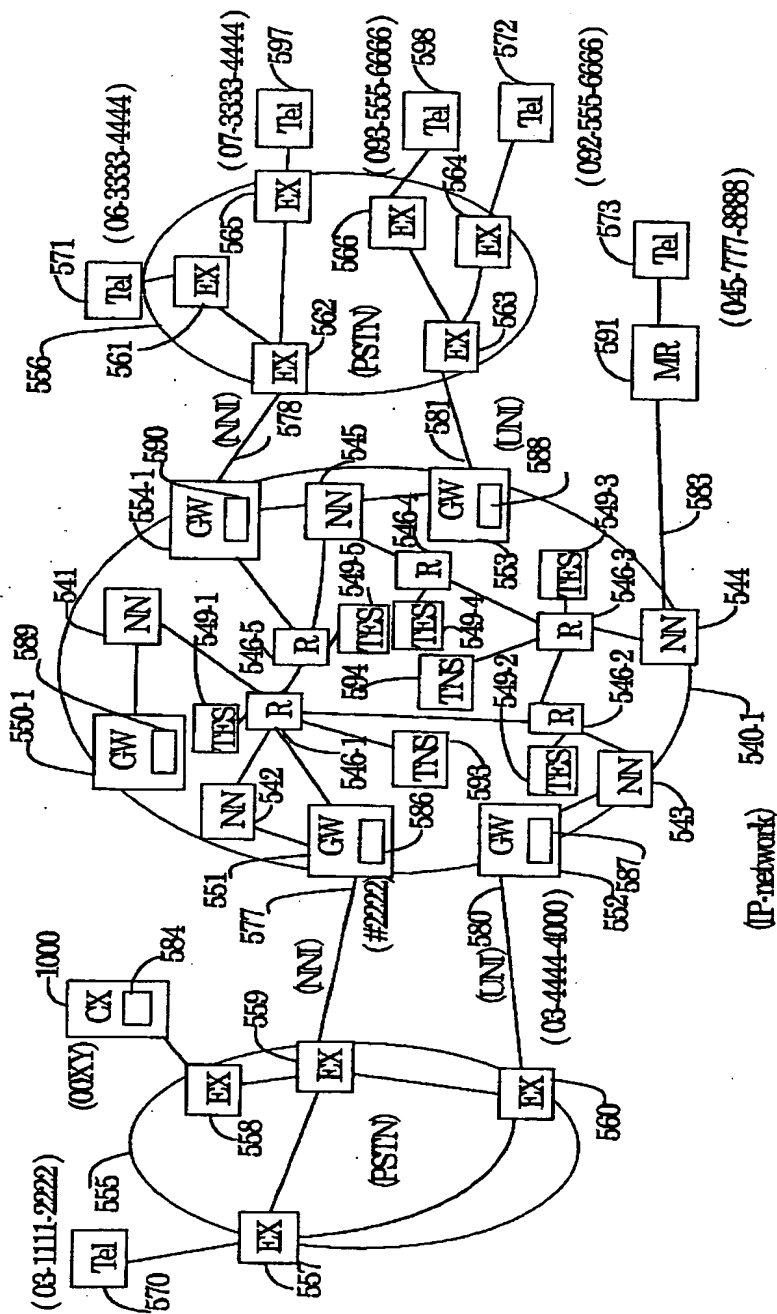 (03-1111-2222)
Tel
570
555
(00XY)
1000
CX
584
EX
558
EX
559
EX
557
(PSTN)
EX
560
(NNI)
577
(#2222)
(UNI)
580
(03-4444-4000)
550-1
589
541
GW
NN
549-1
TES
NN
542
551
GW
586
R
546-1
TNS
593
GW
552
587
NN
543
TES
549-2
R
546-2
554-1
590
GW
NN
545
546-5
R
549-5
TES
546-4
R
TES
549-4
594
TNS
GW
588
553
549-3
TES
R
546-3
NN
544
540-1
(IP-network)
(NNI)
578
581
(UNI)
556
571
Tel
(06-3333-4444)
561
EX
EX
562
565
EX
(07-3333-4444)
Tel
597
(PSTN)
566
EX
EX
563
EX
564
(093-555-6666)
Tel
598
Tel
572
(092-555-6666)
583
591
MR
573
Tel
(045-777-8888)